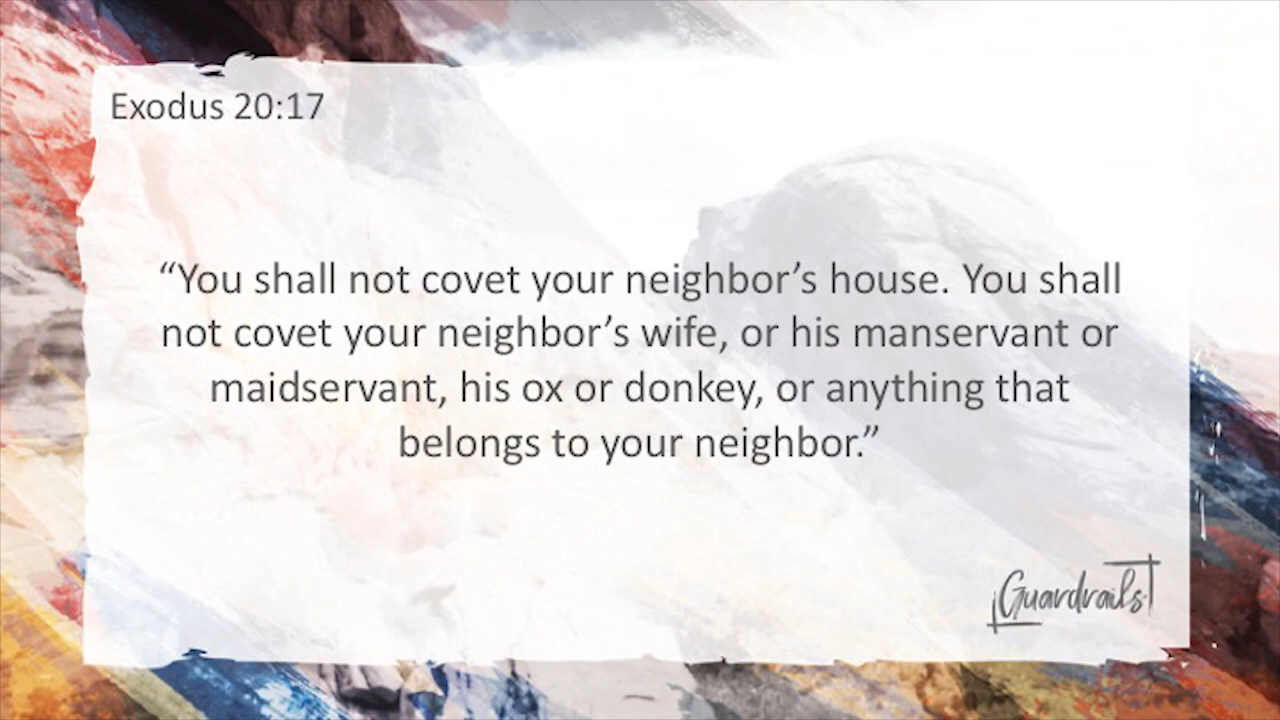 Exodus 20:17
“You shall not covet your neighbor’s house. You shall
not covet your neighbor’s wife, or his manservant or
maidservant, his ox or donkey, or anything that
belongs to your neighbor.”
Guardrails